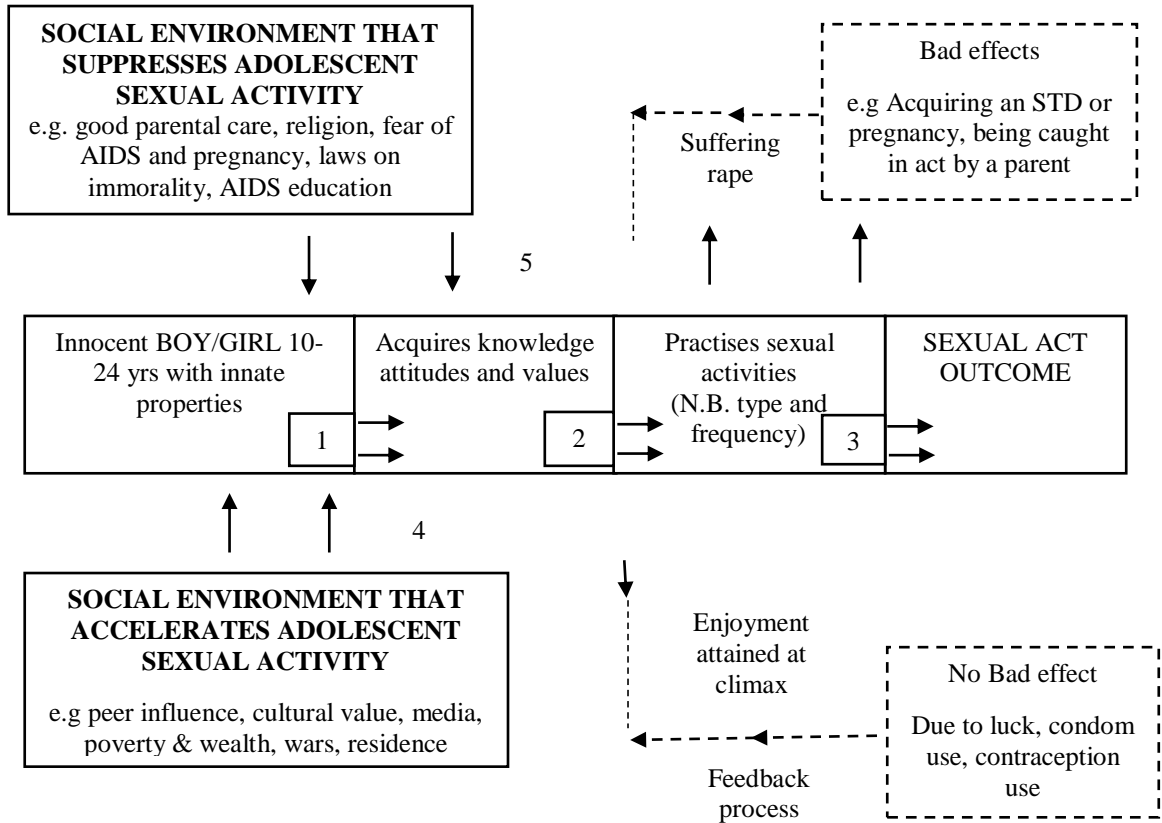 SOCIAL ENVIRONMENT THAT
SUPPRESSES ADOLESCENT
SEXUAL ACTIVITY
e.g. good parental care, religion, fear of
AIDS and pregnancy, laws on
immorality, AIDS education
Bad effects
e.g Acquiring an STD or
pregnancy, being caught
in act by a parent
Suffering
rape
5
Innocent BOY/GIRL 10-
24 yrs with innate
properties
1
Acquires knowledge
attitudes and values
2
Practises sexual
activities
(N.B. type and
frequency)
3
SEXUAL ACT
OUTCOME
4
SOCIAL ENVIRONMENT THAT
ACCELERATES ADOLESCENT
SEXUAL ACTIVITY
e.g peer influence, cultural value, media,
poverty & wealth, wars, residence
Enjoyment
attained at
climax
Feedback
process
No Bad effect
Due to luck, condom
use, contraception
use